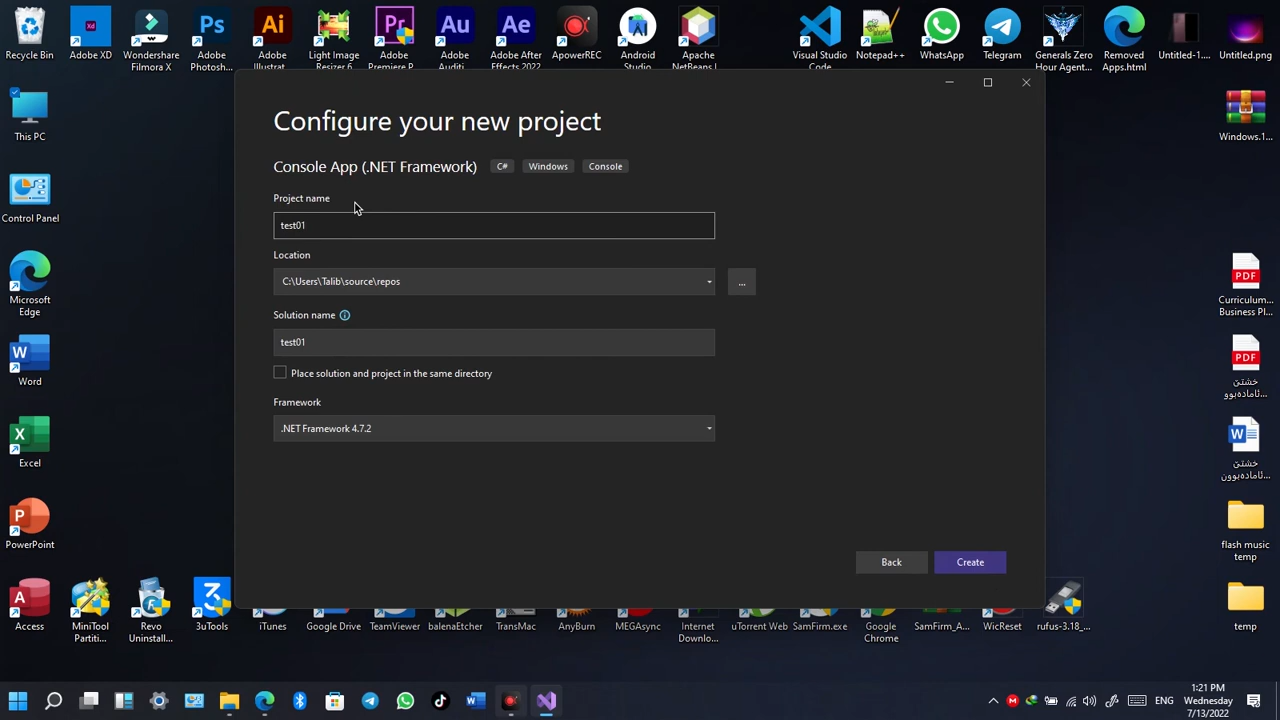 Recycle Bin
Adobe XD
Wondershare
Filmora X
Adobe
Photosh...
Adobe
Illustrat...
Light Image
Resizer 6
Adobe
Premiere P...
Adobe
Auditi...
Adobe After
Effects 2022
ApowerREC
Android
Studio
Apache
NetBeans I...
Visual Studio
Code
Notepad++
WhatsApp
Telegram
Generals Zero
Hour Agent...
Removed
Apps.html
Untitled-1....
Untitled.png
This PC
Control Panel
Microsoft
Edge
Word
Excel
PowerPoint
Access
Configure your new project
Console App (.NET Framework)
C#
Windows
Console
Project name
test01
Location
C:\Users\Talib\source\repos
...
Solution name
test01
Place solution and project in the same directory
Framework
.NET Framework 4.7.2
Back
Create
Windows.1...
PDF
Curriculum...
Business Pl...
PDF
خشتێ
ئامادەبوو...
خشتێ
ئامادەبوون...
flash music
temp
temp
MiniTool
Partiti...
Revo
Uninstall...
3uTools
iTunes
Google Drive
TeamViewer
balenaEtcher
TransMac
AnyBurn
MEGAsync
Internet
Downlo...
uTorrent Web
SamFirm.exe
Google
Chrome
SamFirm_A...
WicReset
rufus-3.18_...
ENG
1:21 PM
Wednesday
7/13/2022